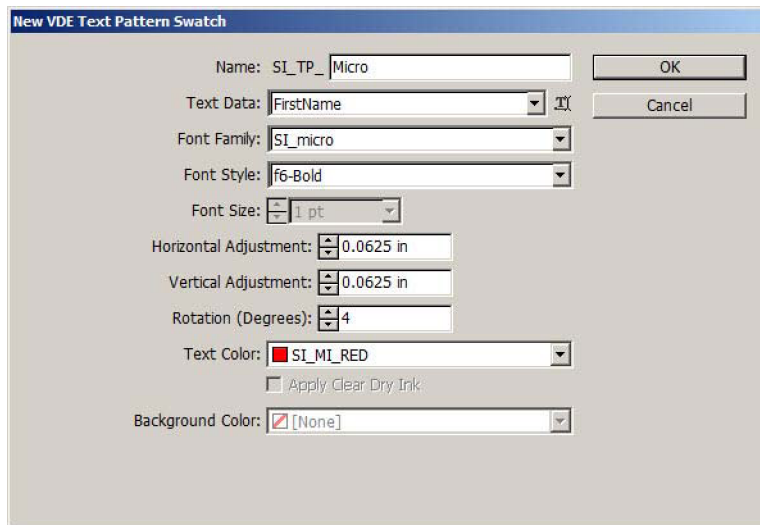 New VDE Text Pattern Swatch
Name: SI_TP_ Micro OK
Text Data: FirstName Cancel
Font Family: SI_micro
Font Style: f6-Bold
Font Size: 1 pt
Horizontal Adjustment: 0.0625 in
Vertical Adjustment: 0.0625 in
Rotation (Degrees): 4
Text Color: SI_MI_RED
Apply Clear Dry Ink
Background Color: [None]